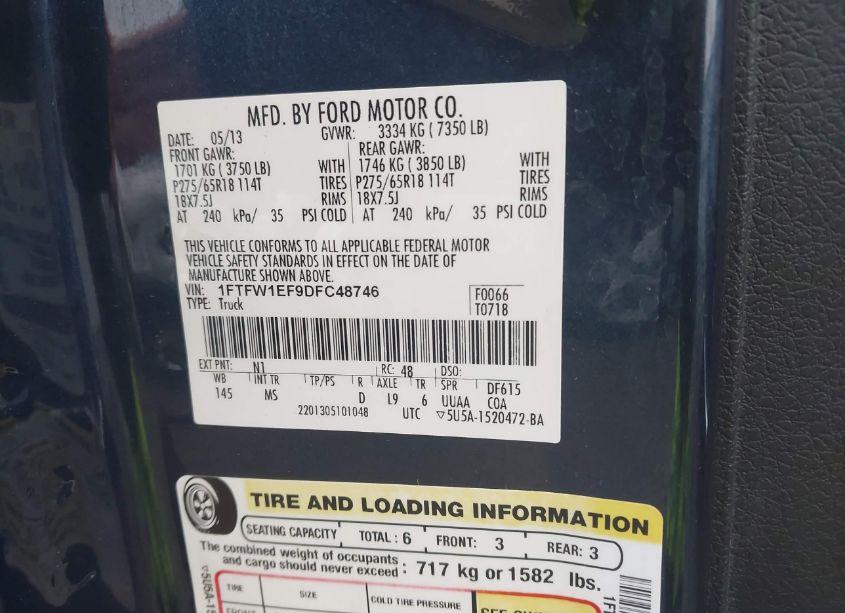 MFD. BY FORD MOTOR CO.
DATE: 05/13 GVWR: 3334 KG ( 7350 LB)
FRONT GAWR: REAR GAWR:
1701 KG ( 3750 LB) WITH 1746 KG ( 3850 LB) WITH
P275/65R18 114T TIRES P275/65R18 114T TIRES
18X7.5J RIMS 18X7.5J RIMS
AT 240 kPa/ 35 PSI COLD AT 240 kPa/ 35 PSI COLD
THIS VEHICLE CONFORMS TO ALL APPLICABLE FEDERAL MOTOR
VEHICLE SAFETY STANDARDS IN EFFECT ON THE DATE OF
MANUFACTURE SHOWN ABOVE.
VIN: 1FTFW1EF9DFC48746 F0066
TYPE: Truck T0718
EXT PNT: N1 RC: 48 DSO:
WB INT TR TP/PS R AXLE TR SPR DF615
145 MS D L9 6 UUAA COA
2201305101048 UTC ▽5U5A-1520472-BA
TIRE AND LOADING INFORMATION
SEATING CAPACITY TOTAL : 6 FRONT: 3 REAR: 3
The combined weight of occupants
and cargo should never exceed : 717 kg or 1582 lbs.
TIRE SIZE COLD TIRE PRESSURE